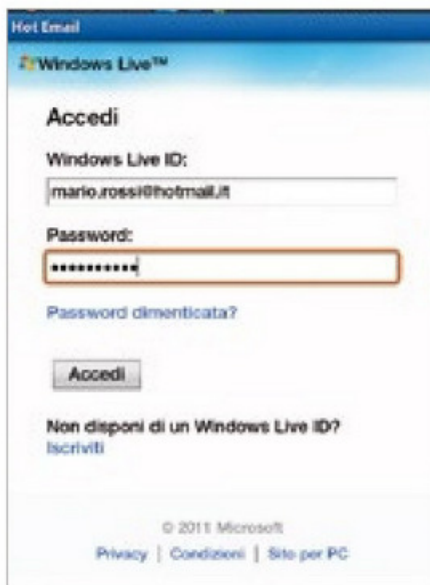 Hot Email
Windows Live™
Accedi
Windows Live ID:
mario.rossi@hotmail.it
Password:
••••••••••
Password dimenticata?
Accedi
Non disponi di un Windows Live ID?
Iscriviti
© 2011 Microsoft
Privacy | Condizioni | Sito per PC